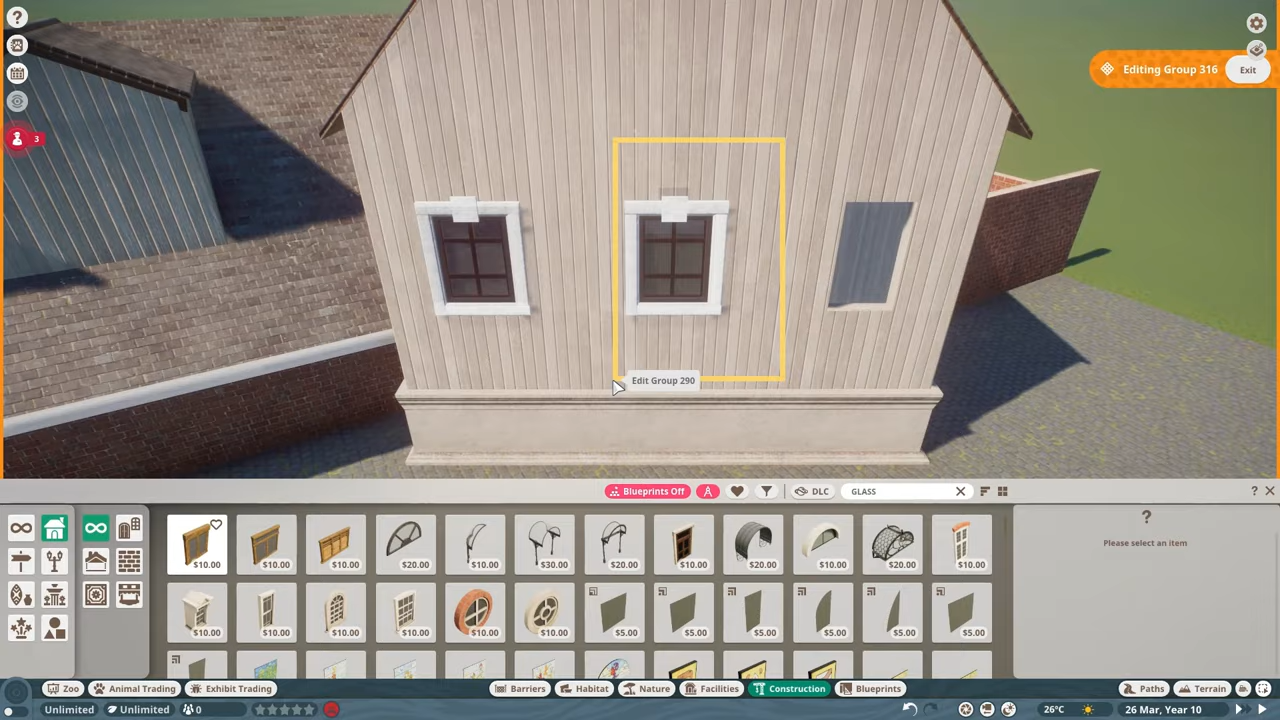 ?
Editing Group 316
Exit
3
Edit Group 290
Blueprints Off
DLC
GLASS
?
?
Please select an item
$10.00
$10.00
$10.00
$20.00
$10.00
$30.00
$20.00
$10.00
$20.00
$10.00
$20.00
$10.00
$10.00
$10.00
$10.00
$10.00
$10.00
$10.00
$5.00
$5.00
$5.00
$5.00
$5.00
$5.00
Zoo
Animal Trading
Exhibit Trading
Barriers
Habitat
Nature
Facilities
Construction
Blueprints
Paths
Terrain
Unlimited
Unlimited
0
26°C
26 Mar, Year 10